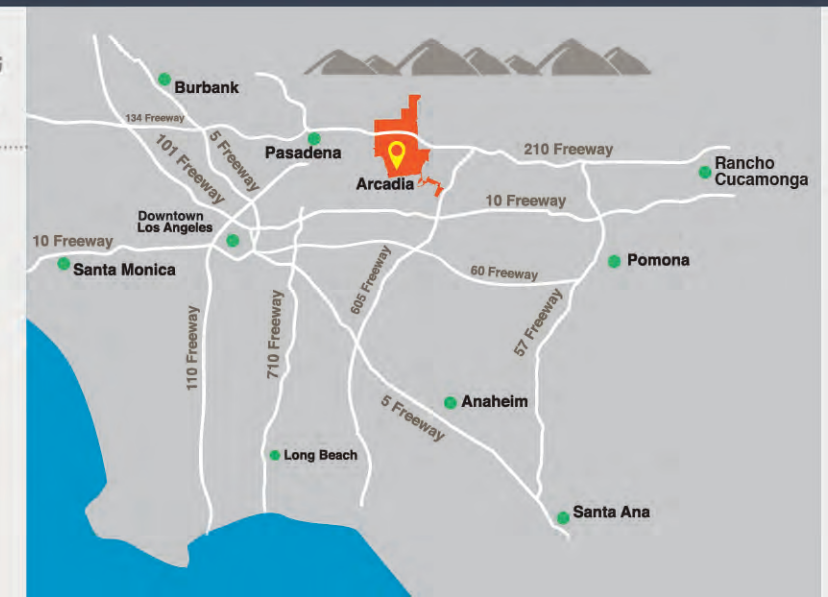 Burbank
134 Freeway
101 Freeway
5 Freeway
Pasadena
Arcadia
210 Freeway
Rancho
Cucamonga
10 Freeway
Downtown
Los Angeles
10 Freeway
Santa Monica
60 Freeway
Pomona
605 Freeway
57 Freeway
110 Freeway
710 Freeway
5 Freeway
Anaheim
Long Beach
Santa Ana